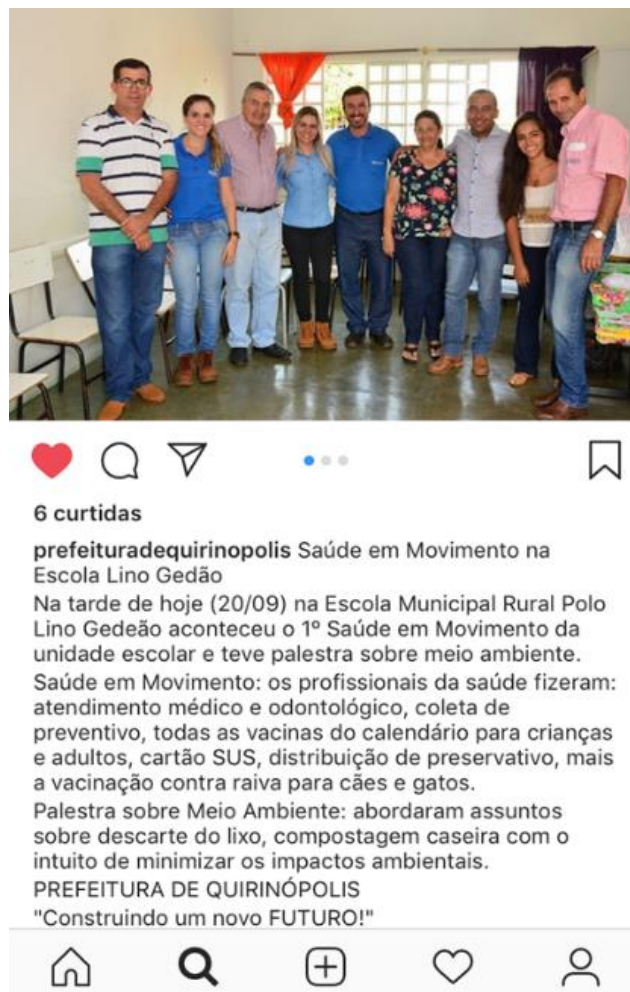 6 curtidas
prefeituradequirinopolis Saúde em Movimento na
Escola Lino Gedão
Na tarde de hoje (20/09) na Escola Municipal Rural Polo
Lino Gedeão aconteceu o 1º Saúde em Movimento da
unidade escolar e teve palestra sobre meio ambiente.
Saúde em Movimento: os profissionais da saúde fizeram:
atendimento médico e odontológico, coleta de
preventivo, todas as vacinas do calendário para crianças
e adultos, cartão SUS, distribuição de preservativo, mais
a vacinação contra raiva para cães e gatos.
Palestra sobre Meio Ambiente: abordaram assuntos
sobre descarte do lixo, compostagem caseira com o
intuito de minimizar os impactos ambientais.
PREFEITURA DE QUIRINÓPOLIS
"Construindo um novo FUTURO!"